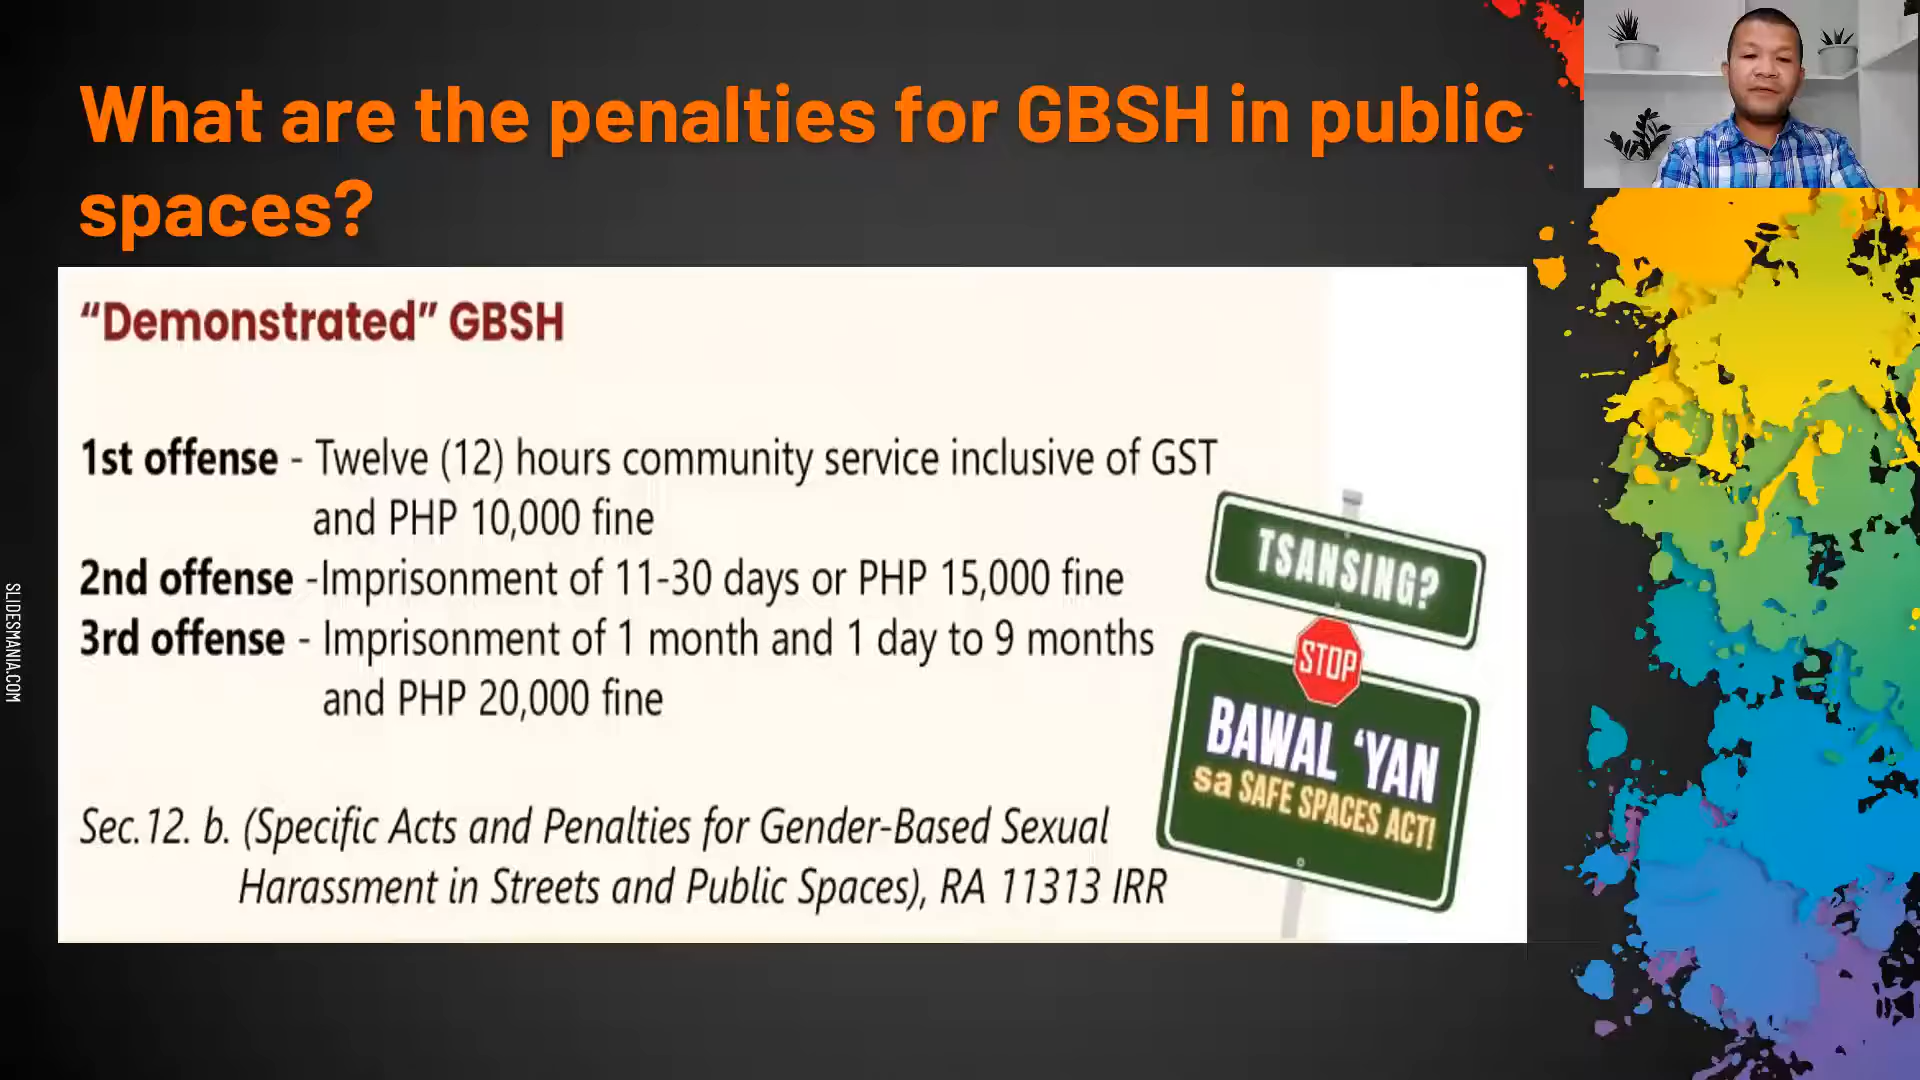 What are the penalties for GBSH in public
spaces?
“Demonstrated” GBSH
1st offense - Twelve (12) hours community service inclusive of GST
and PHP 10,000 fine
2nd offense -Imprisonment of 11-30 days or PHP 15,000 fine
3rd offense - Imprisonment of 1 month and 1 day to 9 months
and PHP 20,000 fine
Sec.12. b. (Specific Acts and Penalties for Gender-Based Sexual
Harassment in Streets and Public Spaces), RA 11313 IRR
TSANSING?
STOP
BAWAL ‘YAN
sa SAFE SPACES ACT!
SLIDESMANIA.COM